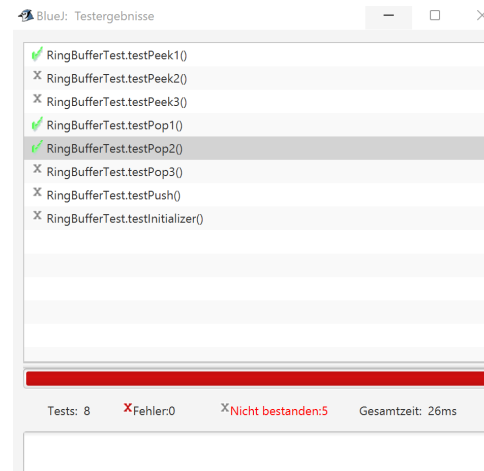 BlueJ: Testergebnisse
RingBufferTest.testPeek1()
RingBufferTest.testPeek2()
RingBufferTest.testPeek3()
RingBufferTest.testPop1()
RingBufferTest.testPop2()
RingBufferTest.testPop3()
RingBufferTest.testPush()
RingBufferTest.testInitializer()
Tests: 8 Fehler:0 Nicht bestanden:5 Gesamtzeit: 26ms